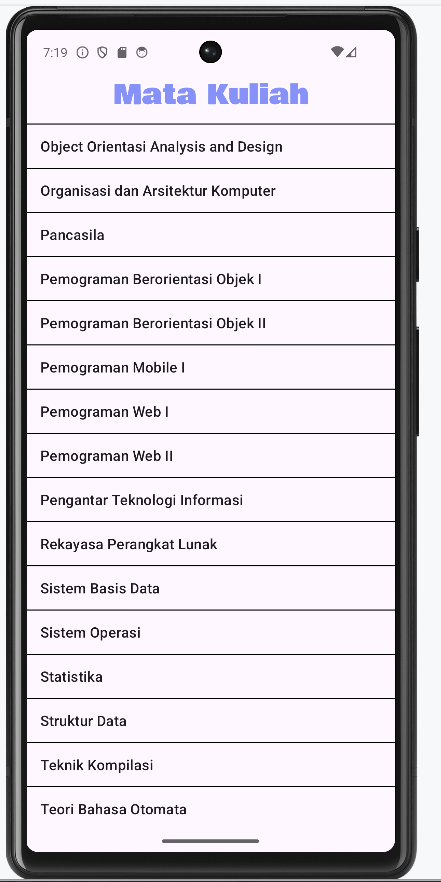 7:19
Mata Kuliah
Object Orientasi Analysis and Design
Organisasi dan Arsitektur Komputer
Pancasila
Pemograman Berorientasi Objek I
Pemograman Berorientasi Objek II
Pemograman Mobile I
Pemograman Web I
Pemograman Web II
Pengantar Teknologi Informasi
Rekayasa Perangkat Lunak
Sistem Basis Data
Sistem Operasi
Statistika
Struktur Data
Teknik Kompilasi
Teori Bahasa Otomata